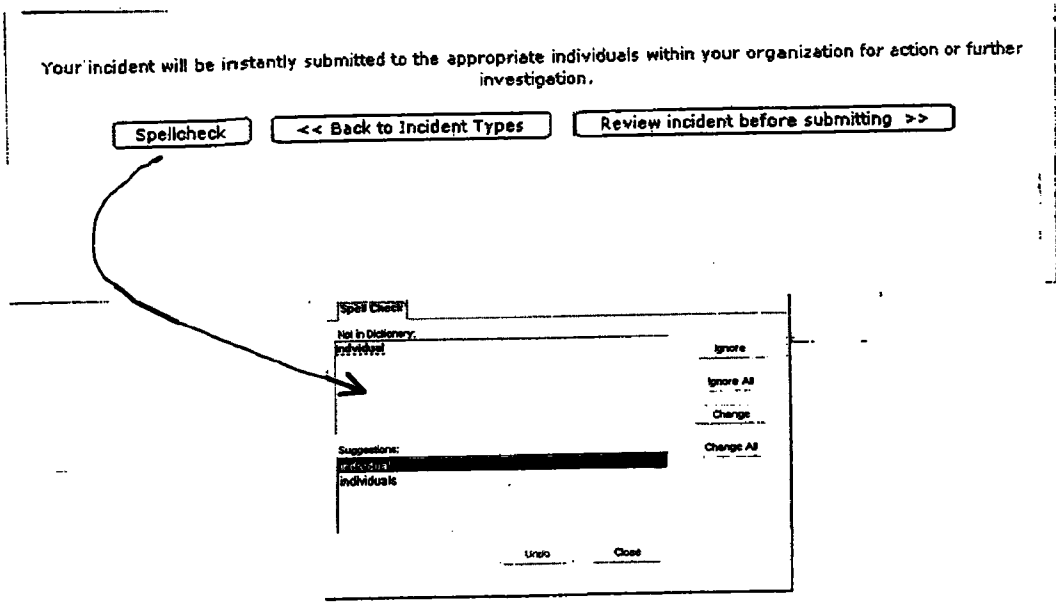 Your incident will be instantly submitted to the appropriate individuals within your organization for action or further
investigation.
Spellcheck
<< Back to Incident Types
Review incident before submitting >>
Spell Check
Not in Dictionary:
indvidual
Ignore
Ignore All
Change
Suggestions:
Change All
individuals
Undo
Close